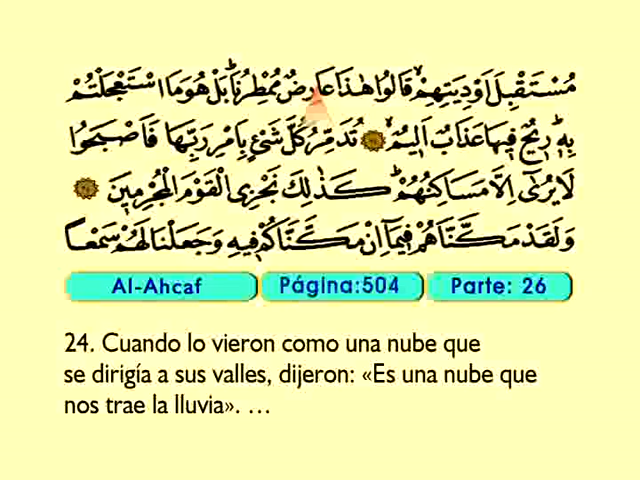 مُسْتَقْبِلَ أَوْدِيَتِهِمْ قَالُوا هَٰذَا عَارِضٌ مُمْطِرُنَا بَلْ هُوَ مَا اسْتَعْجَلْتُمْ
بِهِ رِيحٌ فِيهَا عَذَابٌ أَلِيمٌ ﴿٢٤﴾ تُدَمِّرُ كُلَّ شَيْءٍ بِأَمْرِ رَبِّهَا فَأَصْبَحُوا
لَا يُرَىٰ إِلَّا مَسَاكِنُهُمْ كَذَٰلِكَ نَجْزِي الْقَوْمَ الْمُجْرِمِينَ ﴿٢٥﴾
وَلَقَدْ مَكَّنَّاهُمْ فِيمَا إِنْ مَكَّنَّاكُمْ فِيهِ وَجَعَلْنَا لَهُمْ سَمْعًا
Al-Ahcaf Página:504 Parte: 26
24. Cuando lo vieron como una nube que
se dirigía a sus valles, dijeron: «Es una nube que
nos trae la lluvia». …